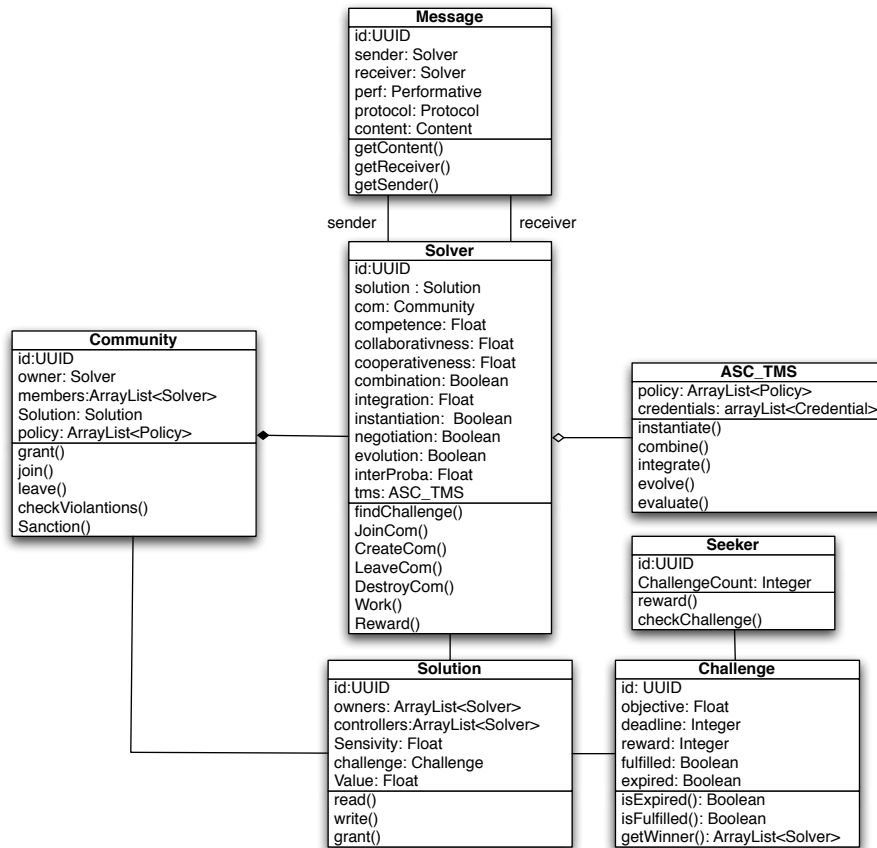 Message
id:UUID
sender: Solver
receiver: Solver
perf: Performative
protocol: Protocol
content: Content
getContent()
getReceiver()
getSender()
sender
receiver
Solver
id:UUID
solution : Solution
com: Community
competence: Float
collaborativness: Float
cooperativeness: Float
combination: Boolean
integration: Float
instantiation: Boolean
negotiation: Boolean
evolution: Boolean
interProba: Float
tms: ASC_TMS
findChallenge()
JoinCom()
CreateCom()
LeaveCom()
DestroyCom()
Work()
Reward()
Community
id:UUID
owner: Solver
members:ArrayList<Solver>
Solution: Solution
policy: ArrayList<Policy>
grant()
join()
leave()
checkViolantions()
Sanction()
ASC_TMS
policy: ArrayList<Policy>
credentials: arrayList<Credential>
instantiate()
combine()
integrate()
evolve()
evaluate()
Seeker
id:UUID
ChallengeCount: Integer
reward()
checkChallenge()
Solution
id:UUID
owners: ArrayList<Solver>
controllers:ArrayList<Solver>
Sensivity: Float
challenge: Challenge
Value: Float
read()
write()
grant()
Challenge
id: UUID
objective: Float
deadline: Integer
reward: Integer
fulfilled: Boolean
expired: Boolean
isExpired(): Boolean
isFulfilled(): Boolean
getWinner(): ArrayList<Solver>